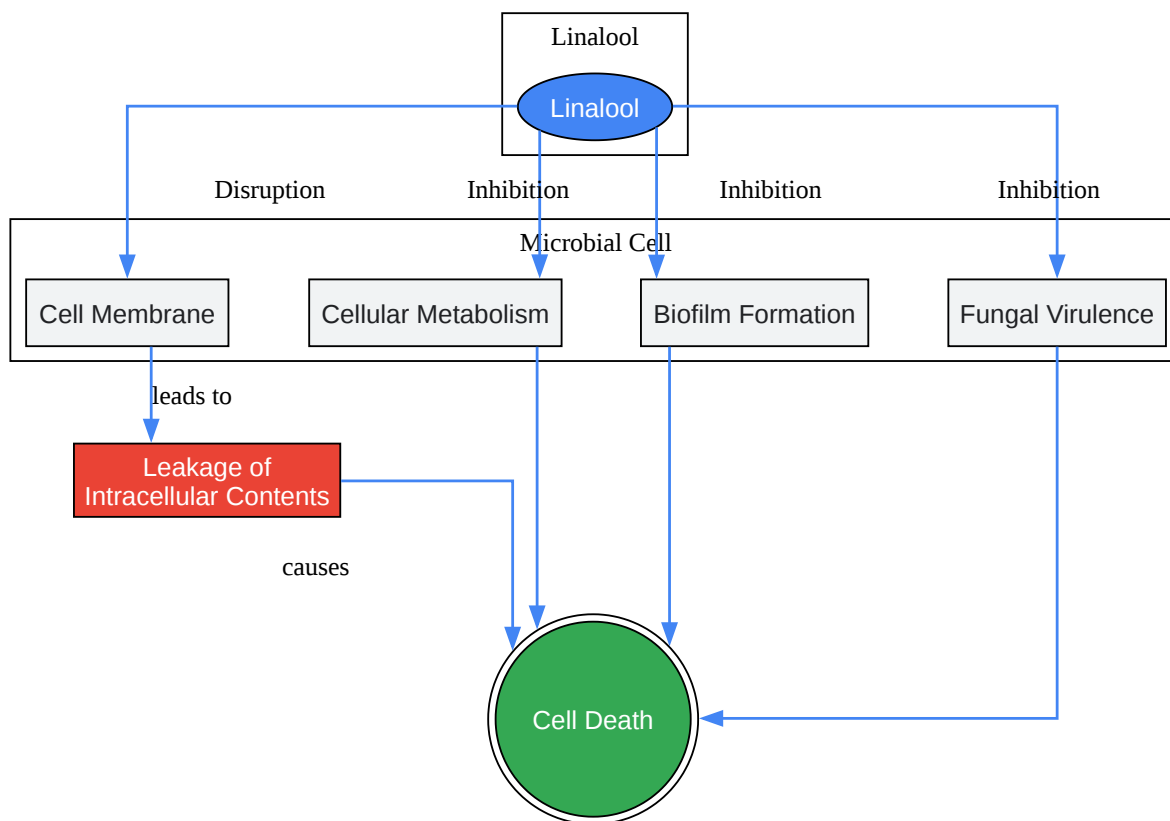 Linalool
Linalool
Disruption
Inhibition
Inhibition
Inhibition
Microbial Cell
Cell Membrane
Cellular Metabolism
Biofilm Formation
Fungal Virulence
leads to
Leakage of
Intracellular Contents
causes
Cell Death